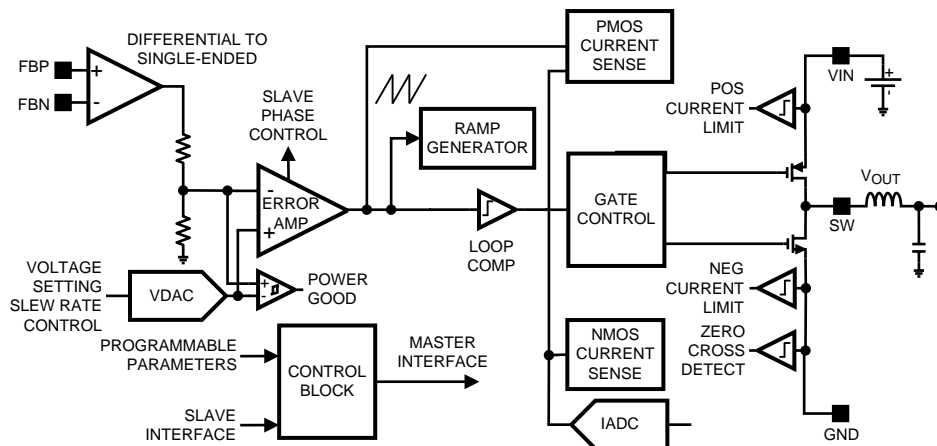 DIFFERENTIAL TO
SINGLE-ENDED
FBP
+
FBN
-
SLAVE
PHASE
CONTROL
PMOS
CURRENT
SENSE
RAMP
GENERATOR
VIN
+
-
POS
CURRENT
LIMIT
-
ERROR
AMP
+
LOOP
COMP
GATE
CONTROL
VOUT
SW
VOLTAGE
SETTING
SLEW RATE
CONTROL
VDAC
+
-
POWER
GOOD
NEG
CURRENT
LIMIT
PROGRAMMABLE
PARAMETERS
CONTROL
BLOCK
MASTER
INTERFACE
NMOS
CURRENT
SENSE
ZERO
CROSS
DETECT
SLAVE
INTERFACE
IADC
GND